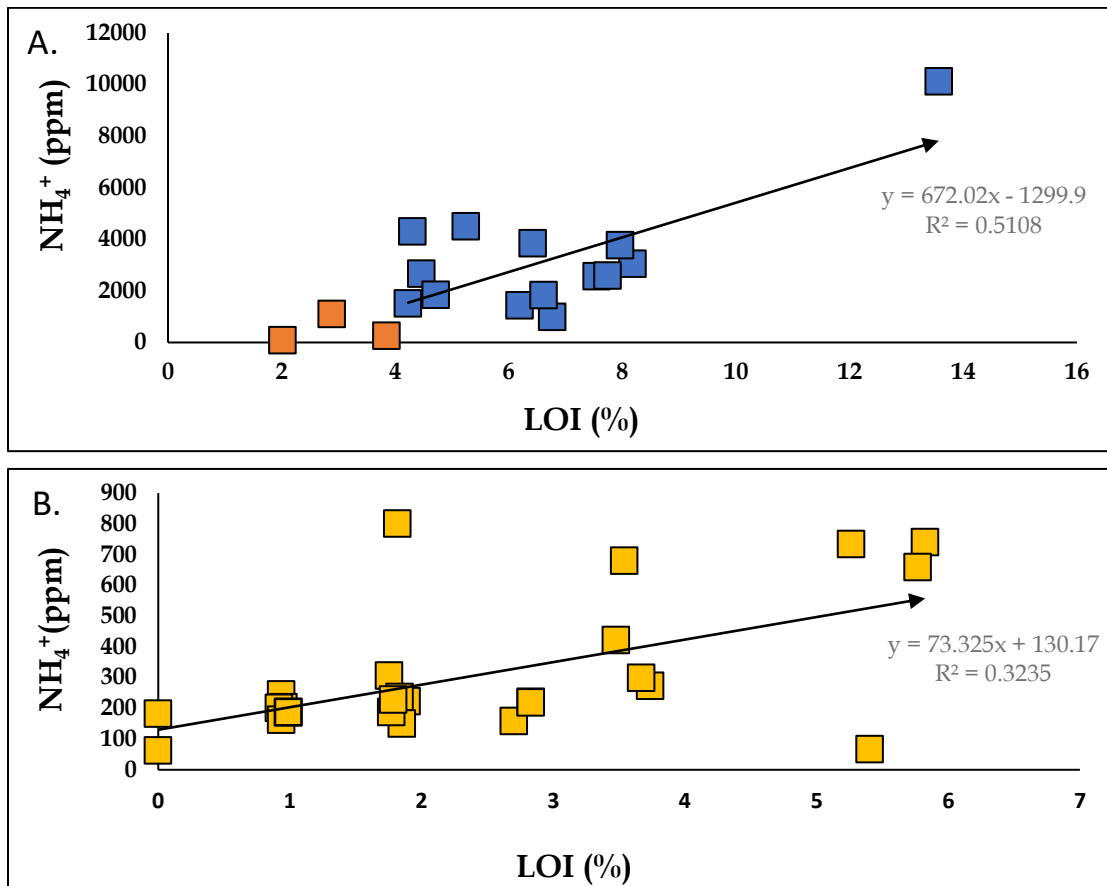 A.
NH₄⁺ (ppm)
12000
10000
8000
6000
4000
2000
0
0 2 4 6 8 10 12 14 16
LOI (%)
y = 672.02x - 1299.9
R² = 0.5108
B.
NH₄⁺(ppm)
900
800
700
600
500
400
300
200
100
0
0 1 2 3 4 5 6 7
LOI (%)
y = 73.325x + 130.17
R² = 0.3235